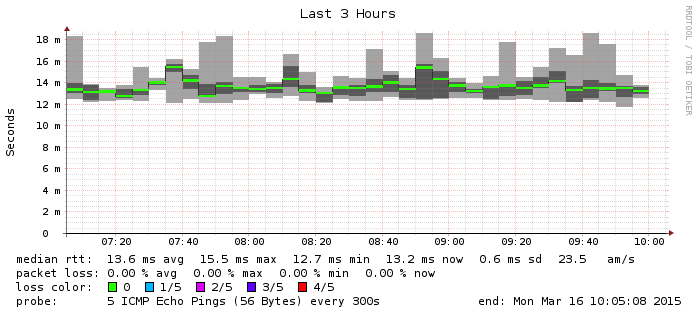 Last 3 Hours
RRDTOOL / TOBI OETIKER
Seconds
18 m
16 m
14 m
12 m
10 m
8 m
6 m
4 m
2 m
0
07:20 07:40 08:00 08:20 08:40 09:00 09:20 09:40 10:00
median rtt: 13.6 ms avg 15.5 ms max 12.7 ms min 13.2 ms now 0.6 ms sd 23.5 am/s
packet loss: 0.00 % avg 0.00 % max 0.00 % min 0.00 % now
loss color: 0 1/5 2/5 3/5 4/5
probe: 5 ICMP Echo Pings (56 Bytes) every 300s end: Mon Mar 16 10:05:08 2015